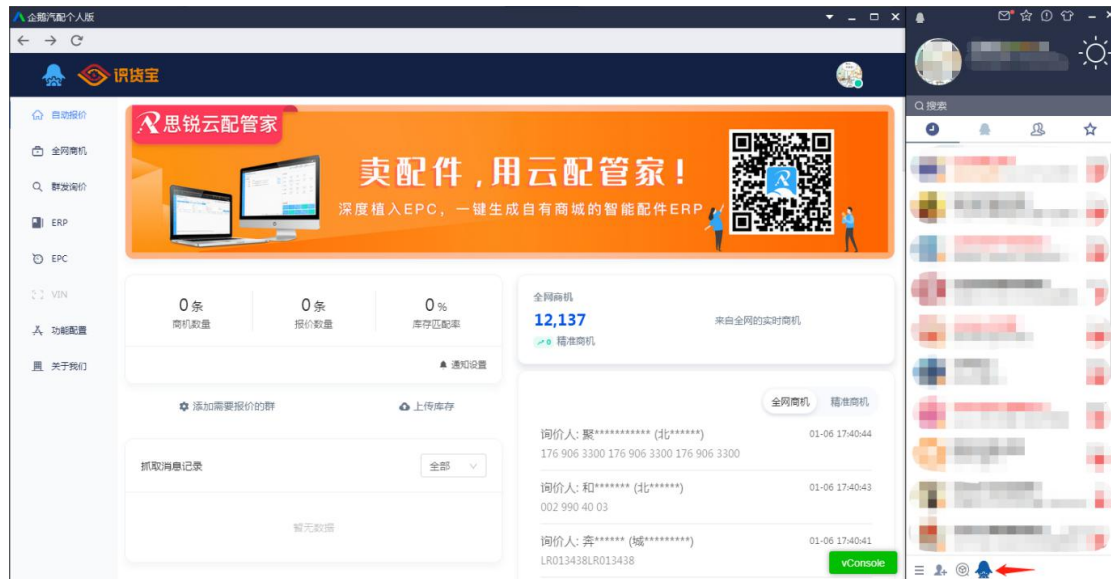 企鹅汽配个人版
识货宝
自动报价
全网商机
群发询价
ERP
EPC
VIN
功能配置
关于我们
思锐云配管家
卖配件，用云配管家！
深度植入EPC，一键生成自有商城的智能配件ERP
0 条
商机数量
0 条
报价数量
0 %
库存匹配率
通知设置
添加需要报价的群
上传库存
抓取消息记录
全部
暂无数据
全网商机
12,137
0 精准商机
来自全网的实时商机
全网商机 精准商机
询价人: 聚*********** (北******) 01-06 17:40:44
176 906 3300 176 906 3300 176 906 3300
询价人: 和******* (北******) 01-06 17:40:43
002 990 40 03
询价人: 奔****** (城*********) 01-06 17:40:41
LR013438LR013438
vConsole
搜索